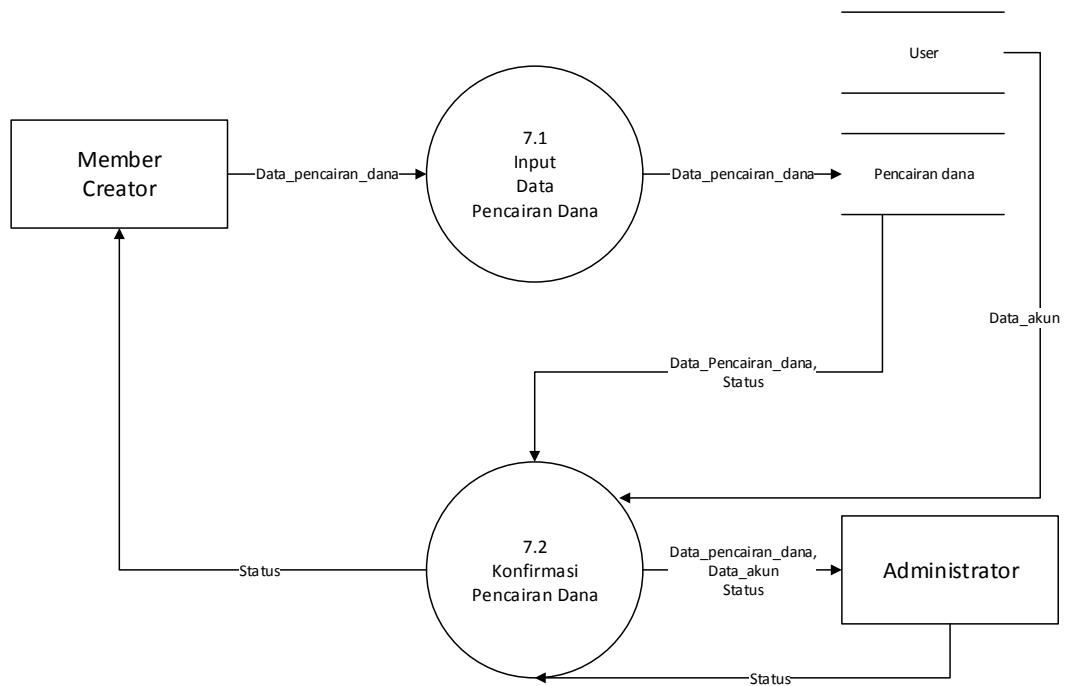 User
Member
Creator
Data_pencairan_dana
7.1
Input
Data
Pencairan Dana
Data_pencairan_dana
Pencairan dana
Data_akun
Data_Pencairan_dana,
Status
7.2
Konfirmasi
Pencairan Dana
Status
Data_pencairan_dana,
Data_akun
Status
Administrator
Status